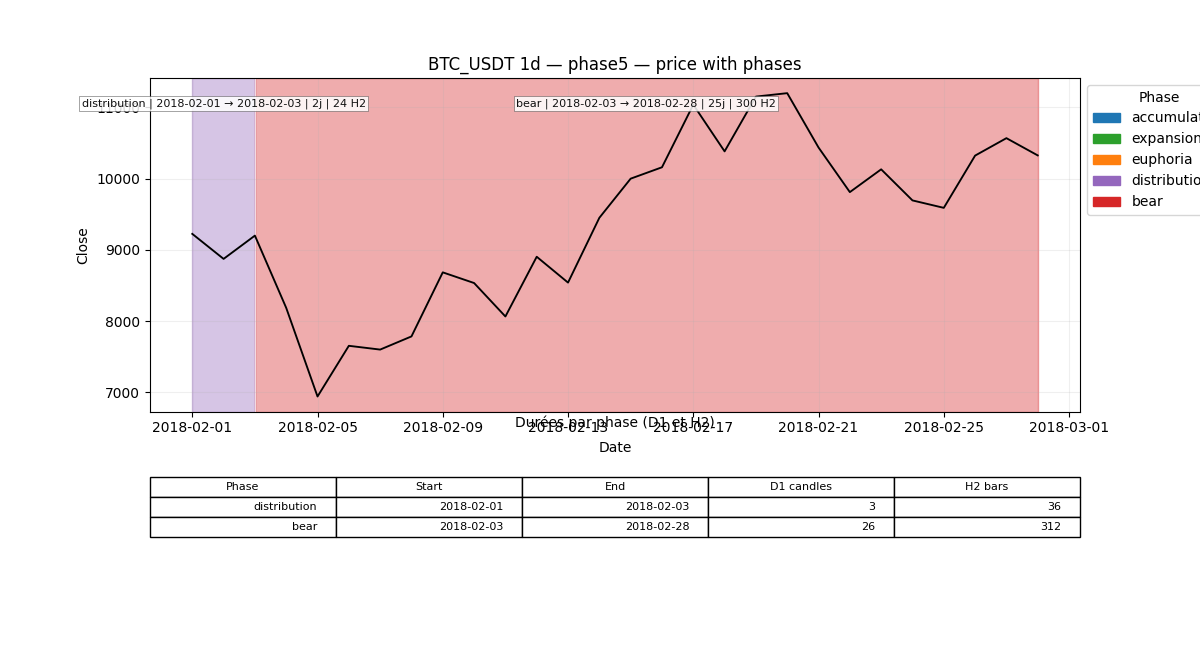 BTC_USDT 1d — phase5 — price with phases
distribution | 2018-02-01 → 2018-02-03 | 2j | 24 H2
bear | 2018-02-03 → 2018-02-28 | 25j | 300 H2
11000
10000
9000
8000
7000
Close
Phase
accumulat
expansion
euphoria
distributio
bear
Durées par phase (D1 et H2)
2018-02-01 2018-02-05 2018-02-09 2018-02-13 2018-02-17 2018-02-21 2018-02-25 2018-03-01
Date
Phase Start End D1 candles H2 bars
distribution 2018-02-01 2018-02-03 3 36
bear 2018-02-03 2018-02-28 26 312